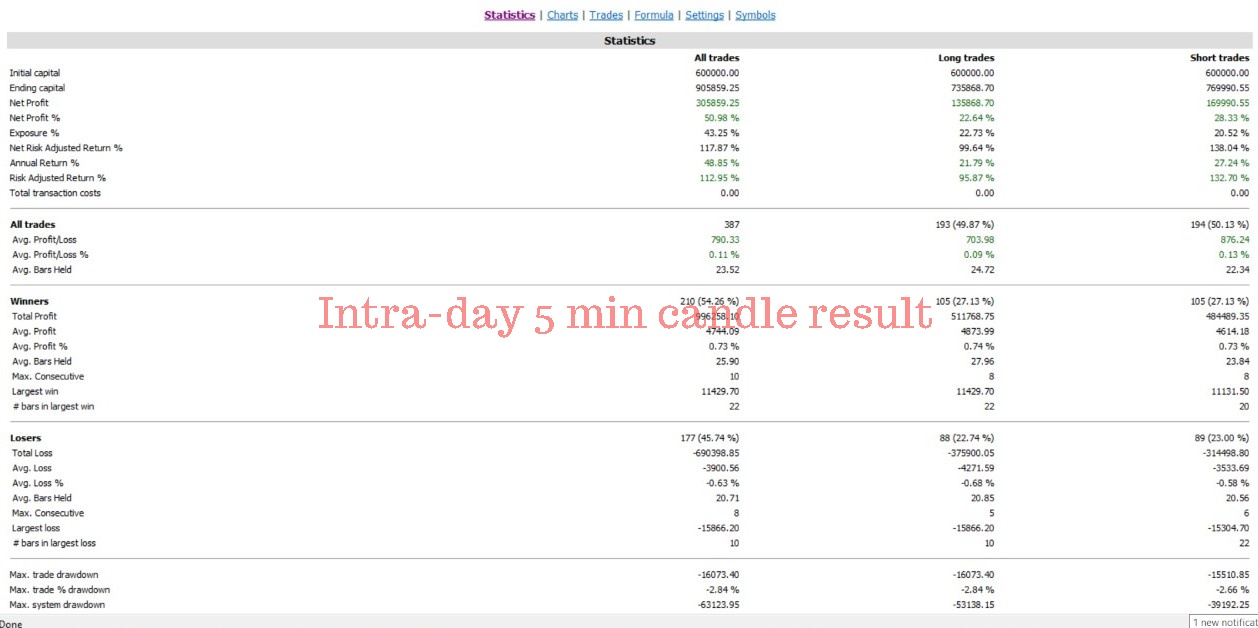 Statistics | Charts | Trades | Formula | Settings | Symbols
Statistics
All trades Long trades Short trades
Initial capital 600000.00 600000.00 600000.00
Ending capital 905859.25 735868.70 769990.55
Net Profit 305859.25 135868.70 169990.55
Net Profit % 50.98 % 22.64 % 28.33 %
Exposure % 43.25 % 22.73 % 20.52 %
Net Risk Adjusted Return % 117.87 % 99.64 % 138.04 %
Annual Return % 48.85 % 21.79 % 27.24 %
Risk Adjusted Return % 112.95 % 95.87 % 132.70 %
Total transaction costs 0.00 0.00 0.00
All trades 387 193 (49.87 %) 194 (50.13 %)
Avg. Profit/Loss 790.33 703.98 876.24
Avg. Profit/Loss % 0.11 % 0.09 % 0.13 %
Avg. Bars Held 23.52 24.72 22.34
Winners 210 (54.26 %) 105 (27.13 %) 105 (27.13 %)
Intra-day 5 min candle result
Total Profit 996258.10 511768.75 484489.35
Avg. Profit 4744.09 4873.99 4614.18
Avg. Profit % 0.73 % 0.74 % 0.73 %
Avg. Bars Held 25.90 27.96 23.84
Max. Consecutive 10 8 8
Largest win 11429.70 11429.70 11131.50
# bars in largest win 22 22 20
Losers 177 (45.74 %) 88 (22.74 %) 89 (23.00 %)
Total Loss -690398.85 -375900.05 -314498.80
Avg. Loss -3900.56 -4271.59 -3533.69
Avg. Loss % -0.63 % -0.68 % -0.58 %
Avg. Bars Held 20.71 20.85 20.56
Max. Consecutive 8 5 6
Largest loss -15866.20 -15866.20 -15304.70
# bars in largest loss 10 10 22
Max. trade drawdown -16073.40 -16073.40 -15510.85
Max. trade % drawdown -2.84 % -2.84 % -2.66 %
Max. system drawdown -63123.95 -53138.15 -39192.25
Done
1 new notificat